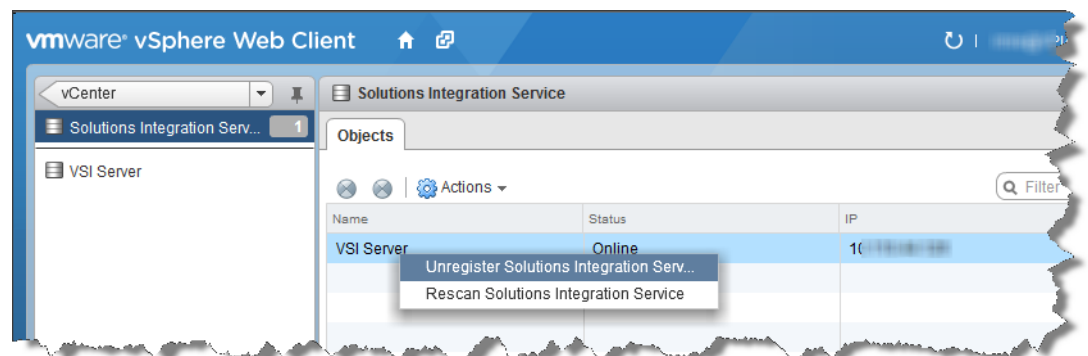 vmware® vSphere Web Client
vCenter
Solutions Integration Serv... 1
VSI Server
Solutions Integration Service
Objects
Actions
Filter
Name Status IP
VSI Server Online
Unregister Solutions Integration Serv...
Rescan Solutions Integration Service